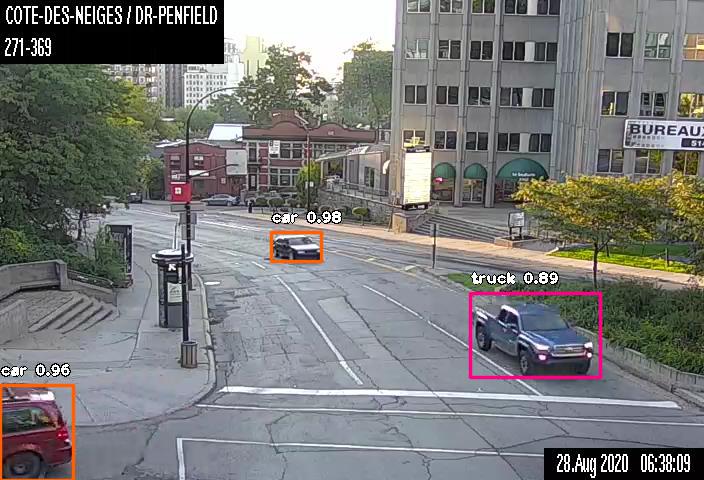 COTE-DES-NEIGES / DR-PENFIELD
271-369
BUREAUX
514
car 0.98
truck 0.89
car 0.96
28.Aug 2020 06:38:09